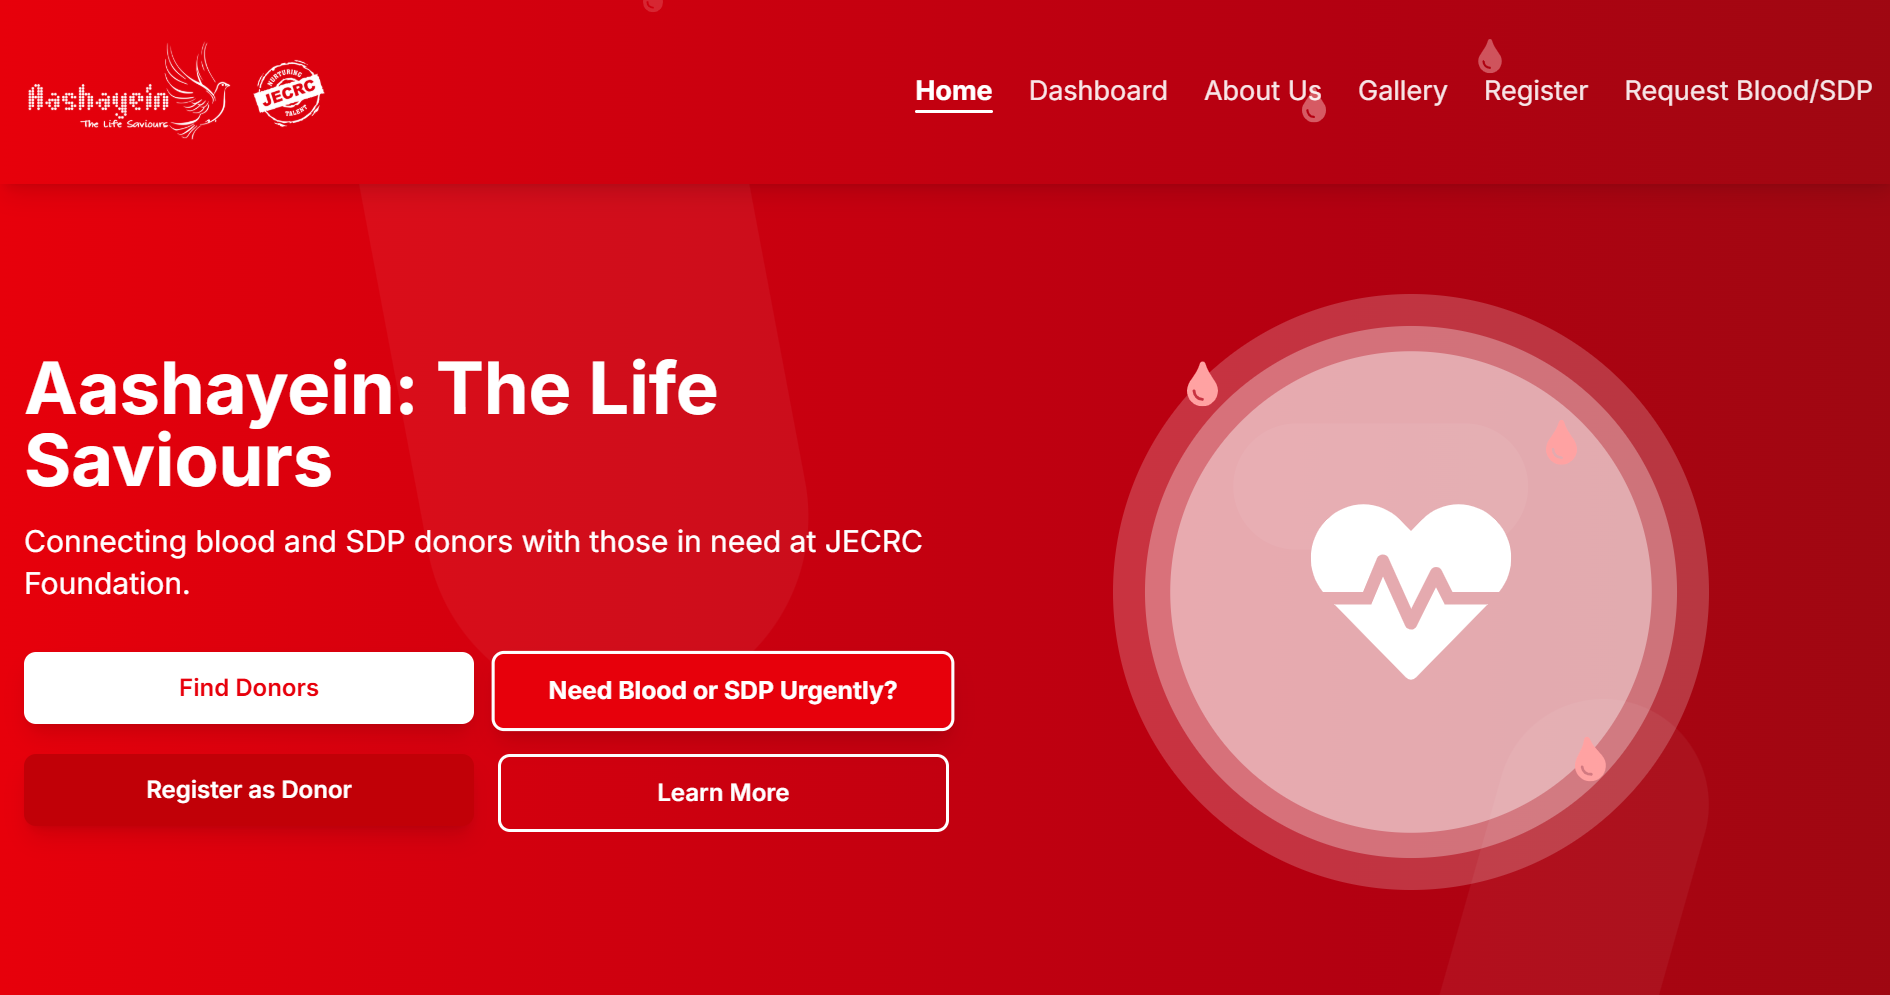 Aashayein
The Life Saviours
NURTURING
JECRC
TALENT
Home
Dashboard
About Us
Gallery
Register
Request Blood/SDP
Aashayein: The Life
Saviours
Connecting blood and SDP donors with those in need at JECRC
Foundation.
Find Donors
Need Blood or SDP Urgently?
Register as Donor
Learn More